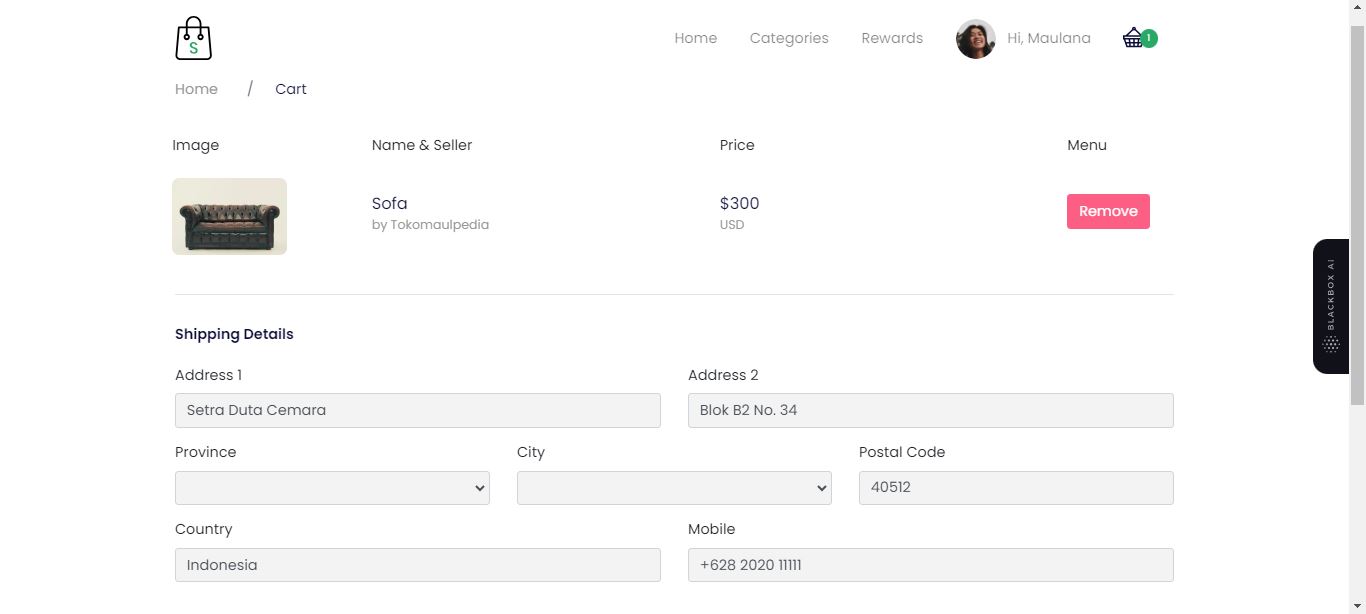 S
Home Categories Rewards Hi, Maulana 1
Home / Cart
Image Name & Seller Price Menu
Sofa $300 Remove
by Tokomaulpedia USD
BLACKBOX AI
Shipping Details
Address 1 Address 2
Setra Duta Cemara Blok B2 No. 34
Province City Postal Code
40512
Country Mobile
Indonesia +628 2020 11111